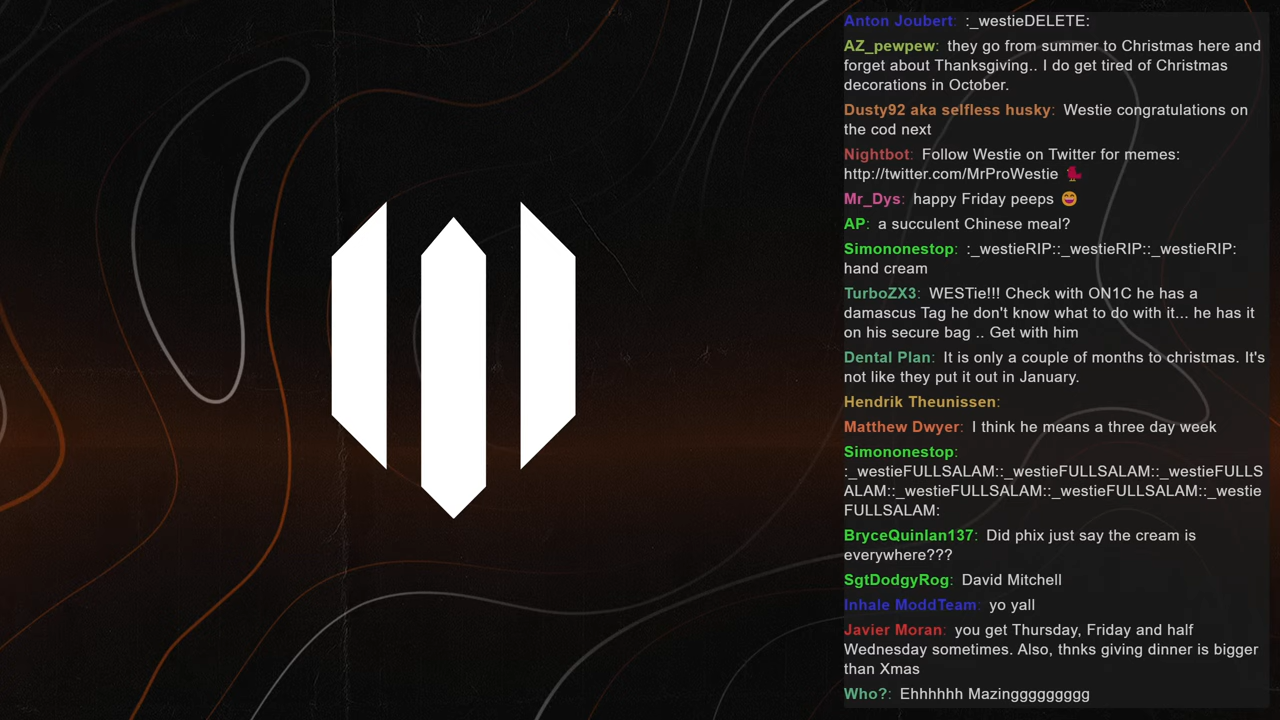 Anton Joubert: :_westieDELETE:
AZ_pewpew: they go from summer to Christmas here and
forget about Thanksgiving.. I do get tired of Christmas
decorations in October.
Dusty92 aka selfless husky: Westie congratulations on
the cod next
Nightbot: Follow Westie on Twitter for memes:
http://twitter.com/MrProWestie
Mr_Dys: happy Friday peeps 😄
AP: a succulent Chinese meal?
Simononestop: :_westieRIP::_westieRIP::_westieRIP:
hand cream
TurboZX3: WESTie!!! Check with ON1C he has a
damascus Tag he don't know what to do with it... he has it
on his secure bag .. Get with him
Dental Plan: It is only a couple of months to christmas. It's
not like they put it out in January.
Hendrik Theunissen:
Matthew Dwyer: I think he means a three day week
Simononestop:
:_westieFULLSALAM::_westieFULLSALAM::_westieFULLS
ALAM::_westieFULLSALAM::_westieFULLSALAM::_westie
FULLSALAM:
BryceQuinlan137: Did phix just say the cream is
everywhere???
SgtDodgyRog: David Mitchell
Inhale ModdTeam: yo yall
Javier Moran: you get Thursday, Friday and half
Wednesday sometimes. Also, thnks giving dinner is bigger
than Xmas
Who?: Ehhhhhh Mazinggggggggg